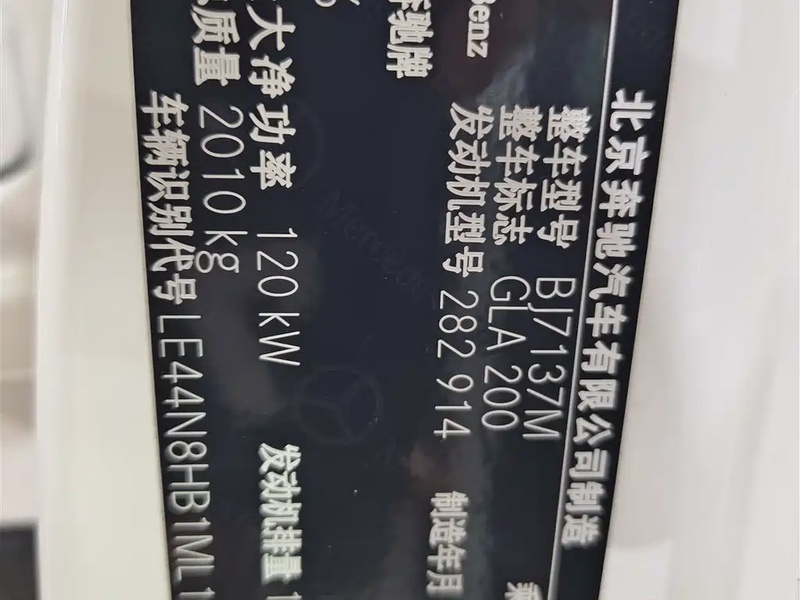 北京奔驰汽车有限公司制造
整车型号 BJ7137M
整车标志 GLA 200
发动机型号 282 914 制造年月
奔驰牌
大净功率 120 kW 发动机排量 1
质量 2010 kg
车辆识别代号 LE44N8HB1ML1